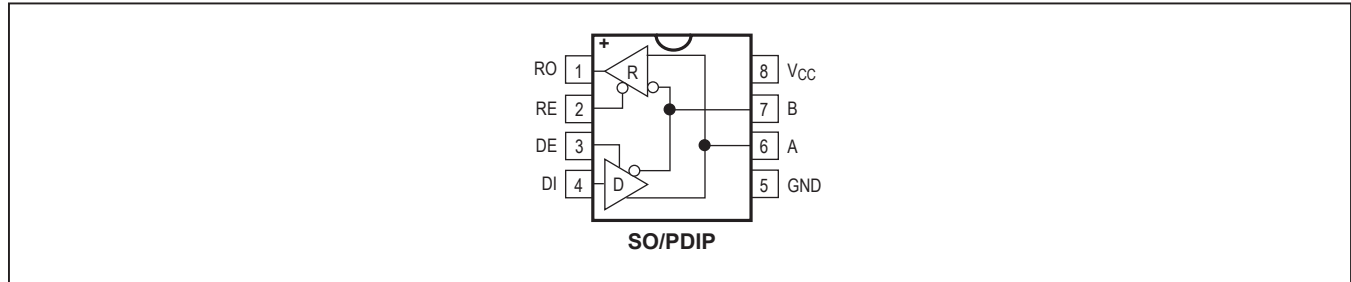 +
RO 1 R 8 VCC
RE 2 7 B
DE 3 6 A
DI 4 D 5 GND
SO/PDIP